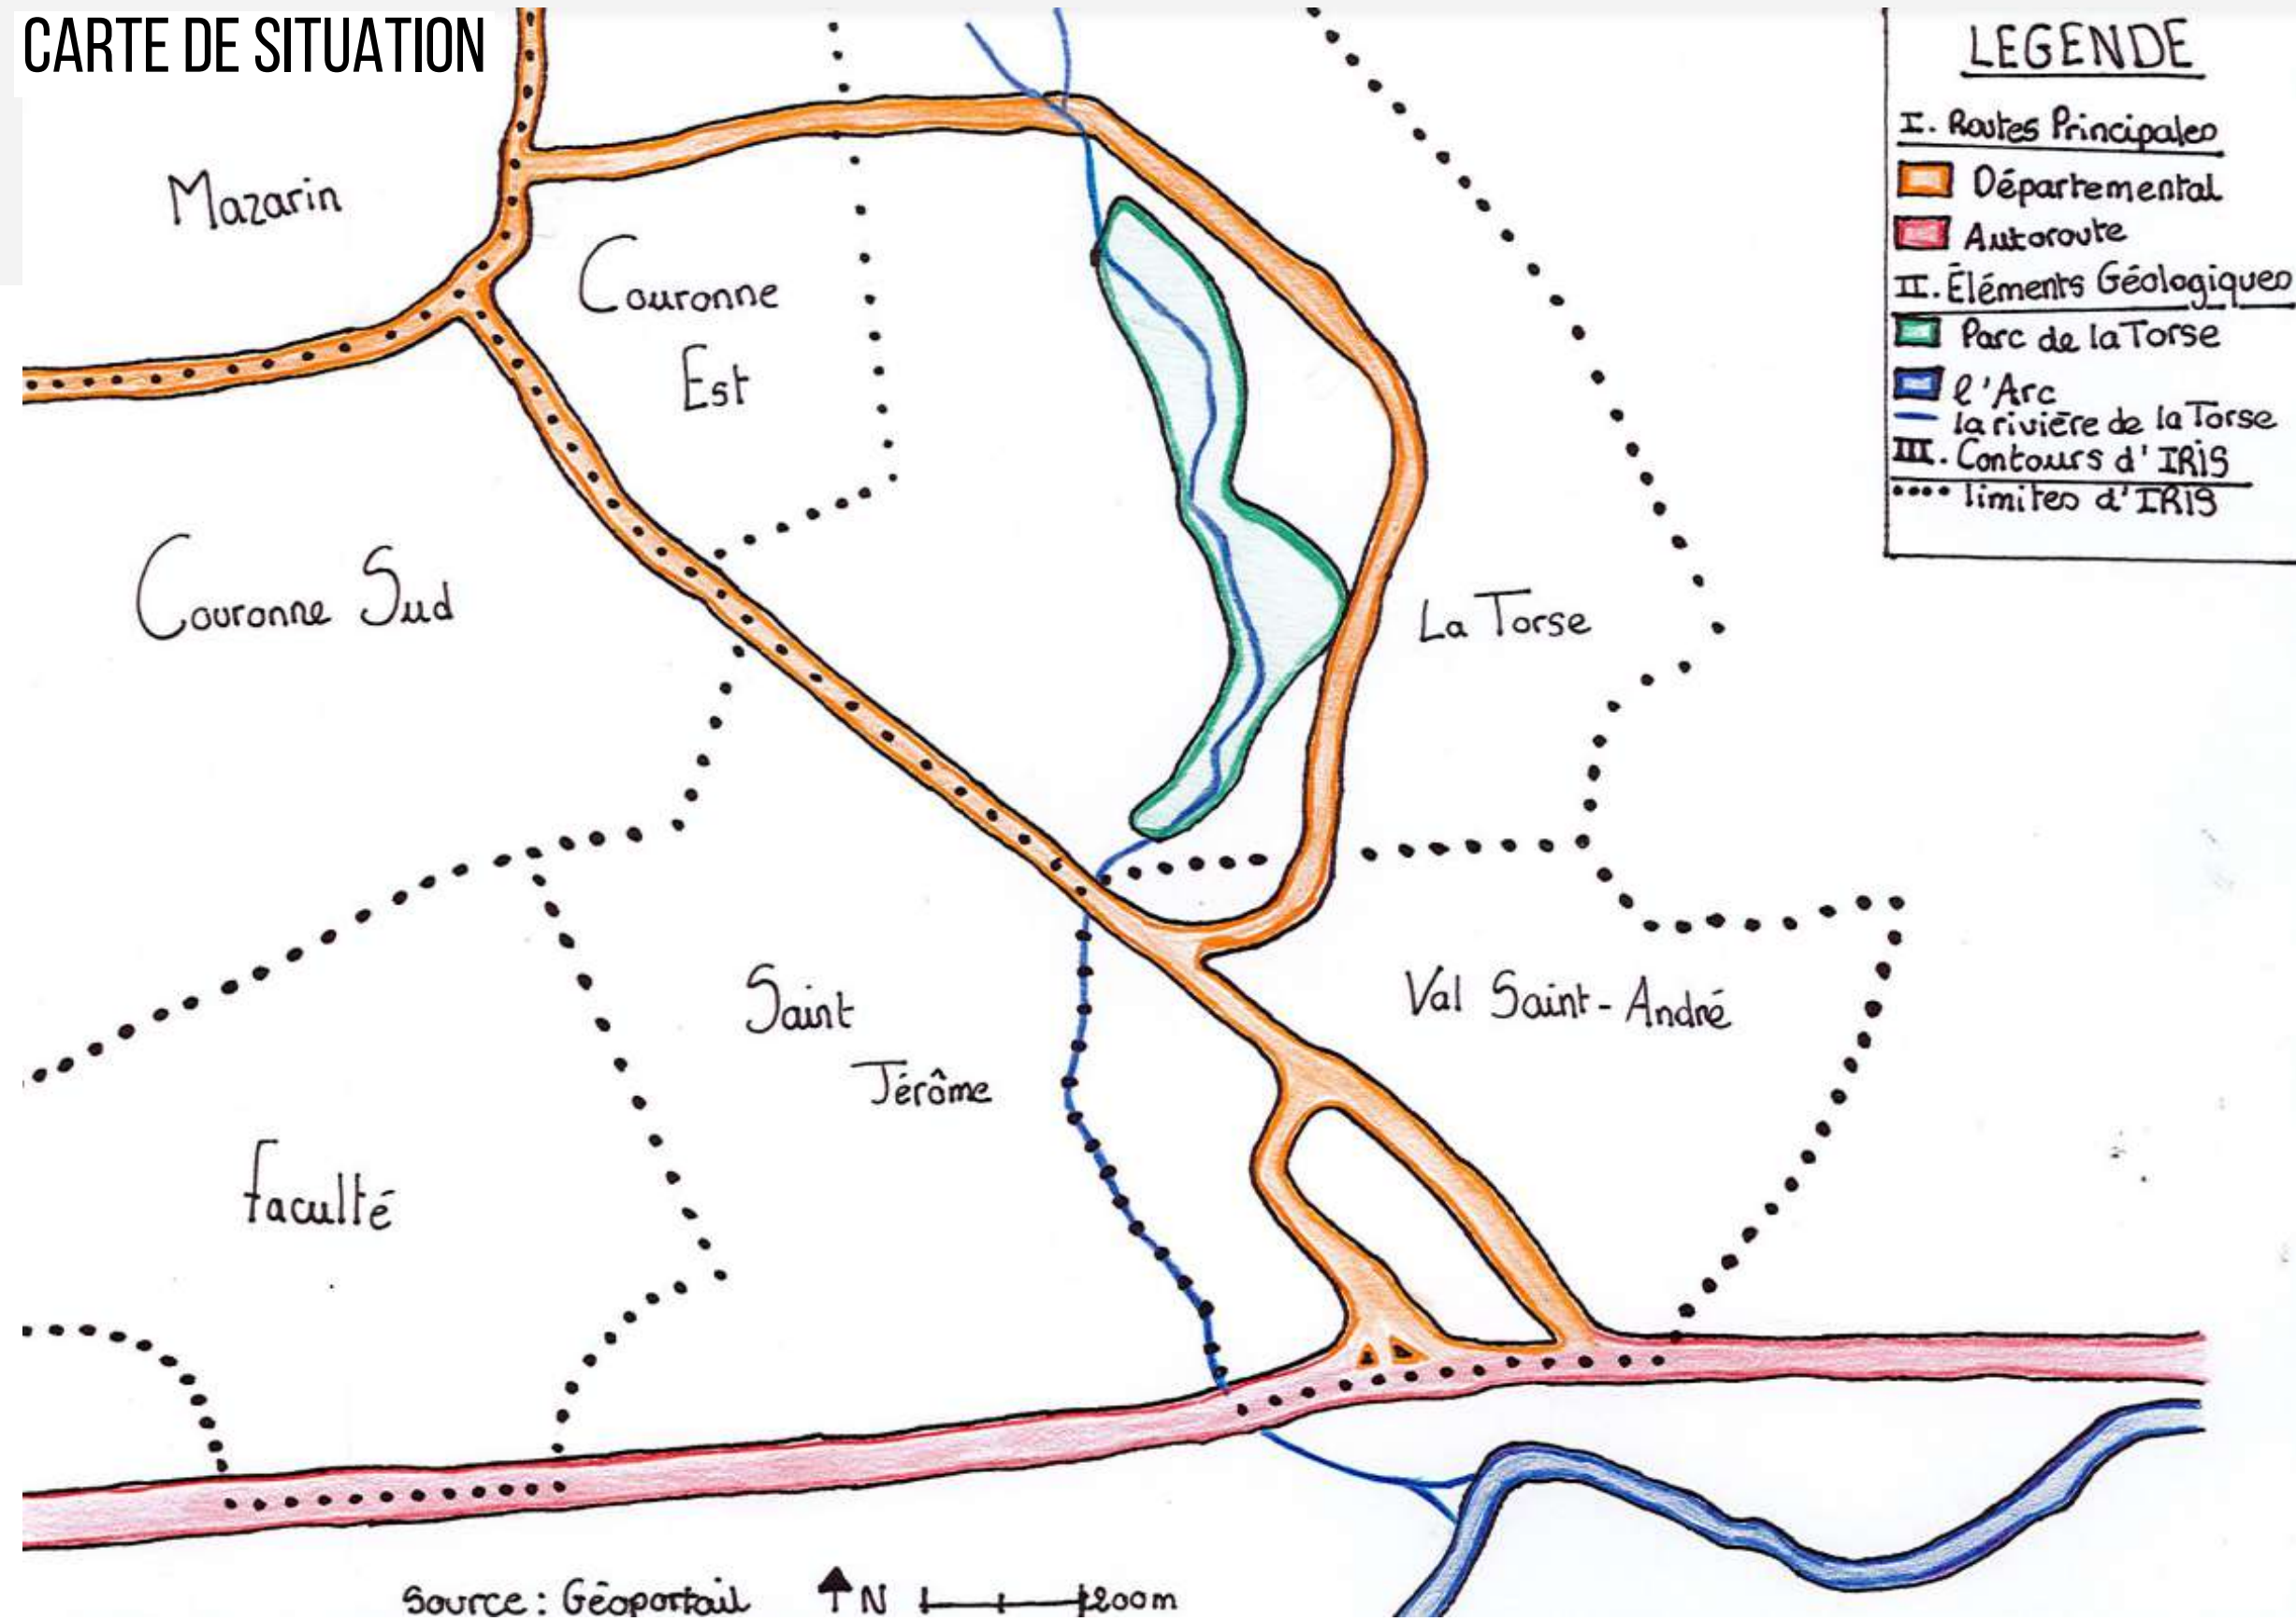 CARTE DE SITUATION
Mazarin
Couronne
Est
Couronne Sud
La Torse
Saint
Jérôme
Val Saint-André
Faculté
LEGENDE
I. Routes Principales
Départemental
Autoroute
II. Éléments Géologiques
Parc de la Torse
l'Arc
la rivière de la Torse
III. Contours d'IRIS
limites d'IRIS
Source : Géoportail
N
200m